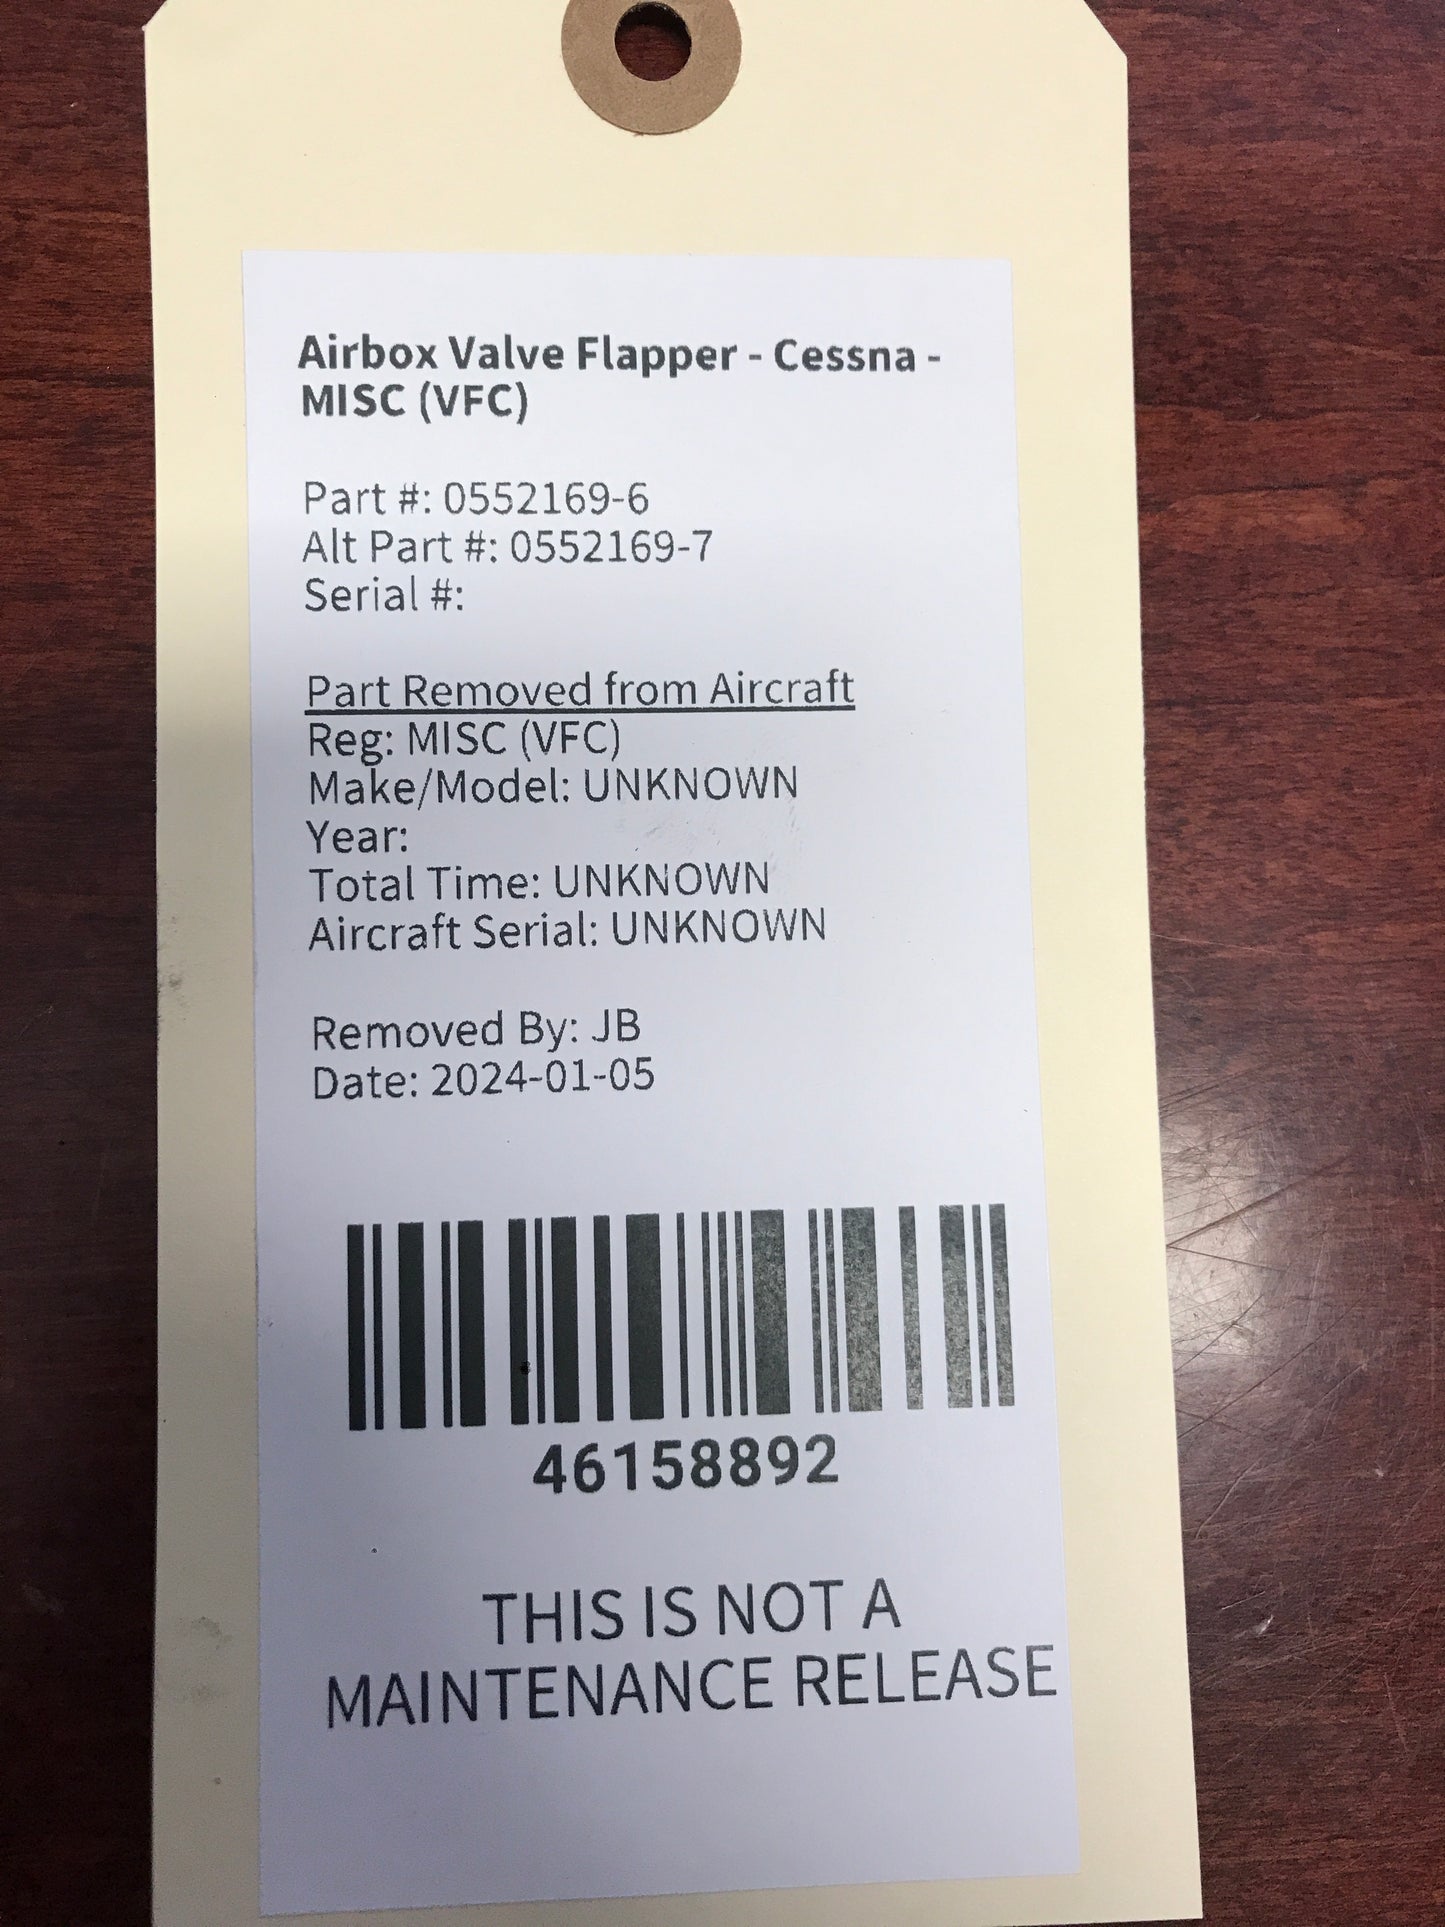 Airbox Valve Flapper - Cessna -
MISC (VFC)
Part #: 0552169-6
Alt Part #: 0552169-7
Serial #:
Part Removed from Aircraft
Reg: MISC (VFC)
Make/Model: UNKNOWN
Year:
Total Time: UNKNOWN
Aircraft Serial: UNKNOWN
Removed By: JB
Date: 2024-01-05
46158892
THIS IS NOT A
MAINTENANCE RELEASE